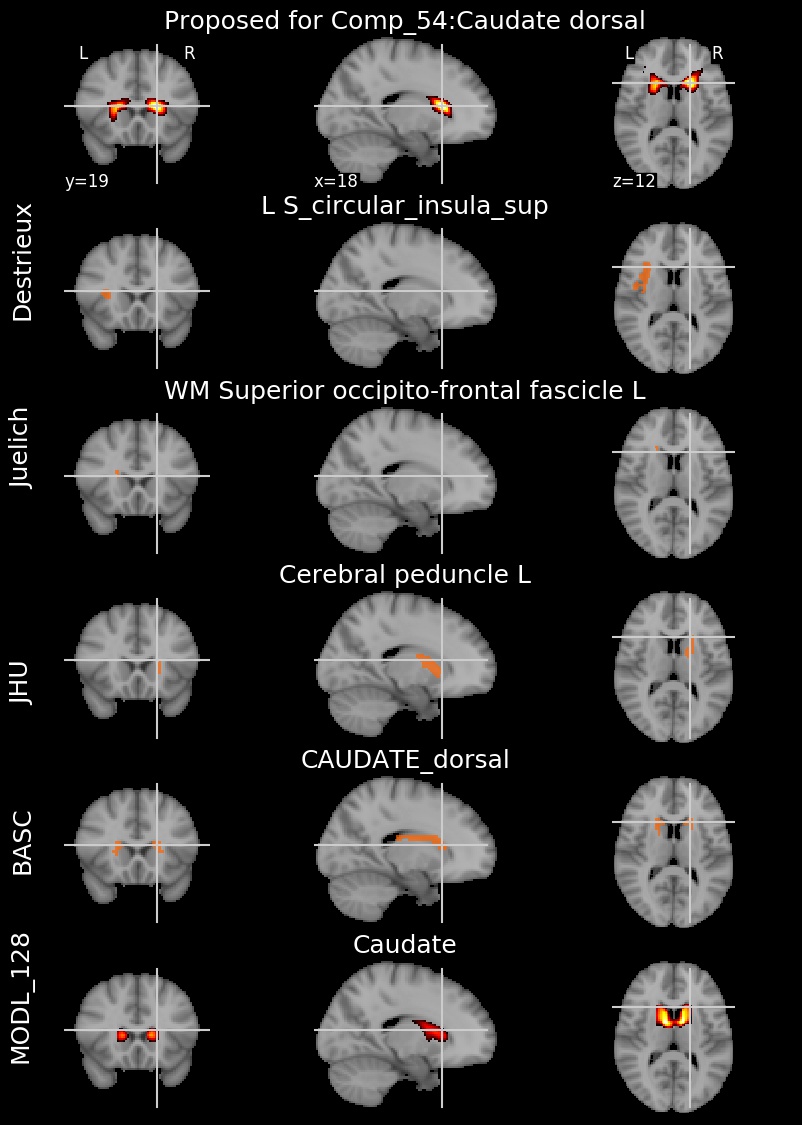 Proposed for Comp_54:Caudate dorsal
L R L R
y=19 x=18 z=12
L S_circular_insula_sup
Destrieux
WM Superior occipito-frontal fascicle L
Juelich
Cerebral peduncle L
JHU
CAUDATE_dorsal
BASC
Caudate
MODL_128